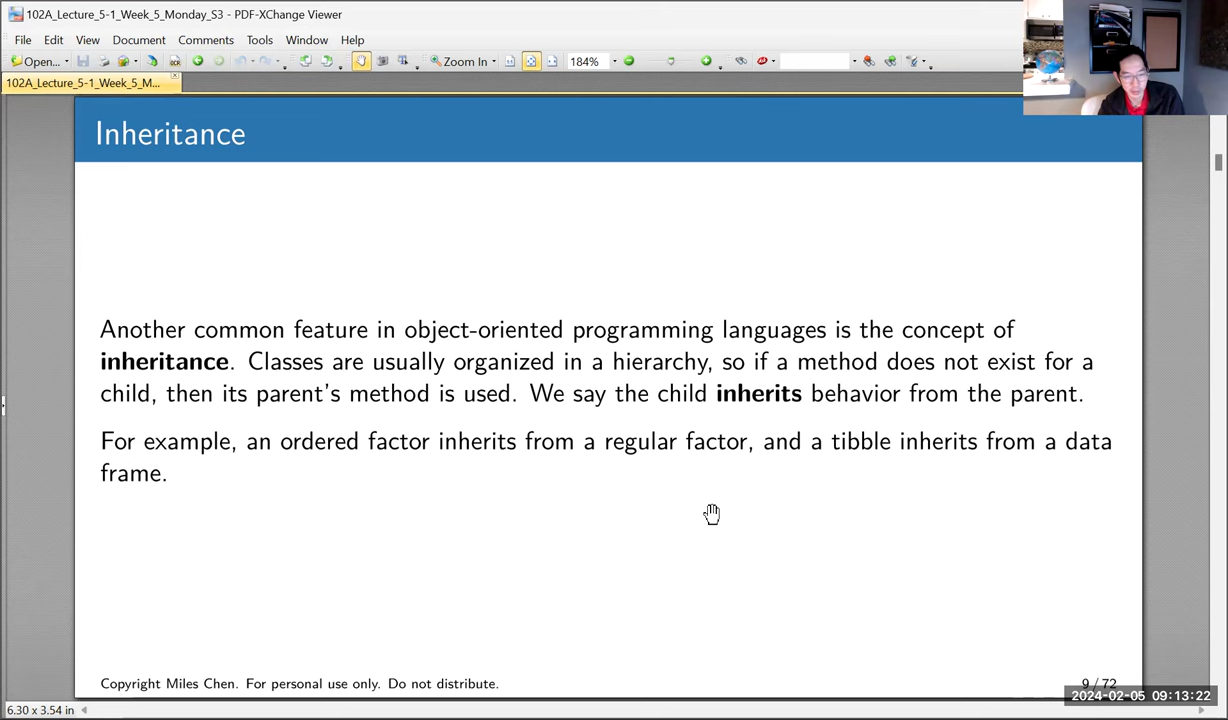 102A_Lecture_5-1_Week_5_Monday_S3 - PDF-XChange Viewer
File Edit View Document Comments Tools Window Help
Open... OCR Zoom In 184%
102A_Lecture_5-1_Week_5_M...
Inheritance
Another common feature in object-oriented programming languages is the concept of
inheritance. Classes are usually organized in a hierarchy, so if a method does not exist for a
child, then its parent's method is used. We say the child inherits behavior from the parent.
For example, an ordered factor inherits from a regular factor, and a tibble inherits from a data
frame.
Copyright Miles Chen. For personal use only. Do not distribute.
9 / 72
2024-02-05 09:13:22
6.30 x 3.54 in